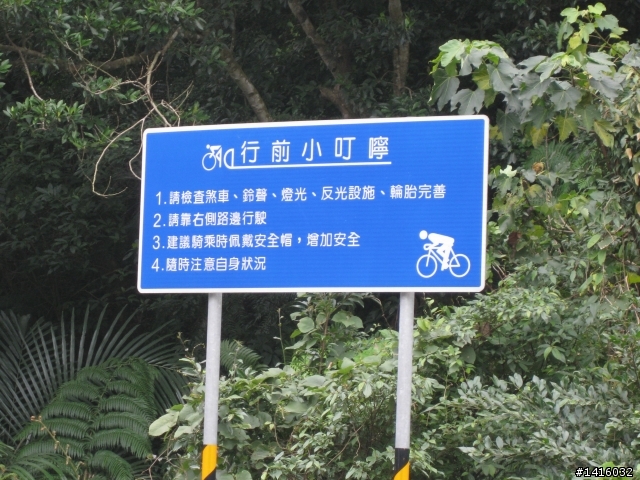 行前小叮嚀
1.請檢查煞車、鈴聲、燈光、反光設施、輪胎完善
2.請靠右側路邊行駛
3.建議騎乘時佩戴安全帽，增加安全
4.隨時注意自身狀況
#1416032